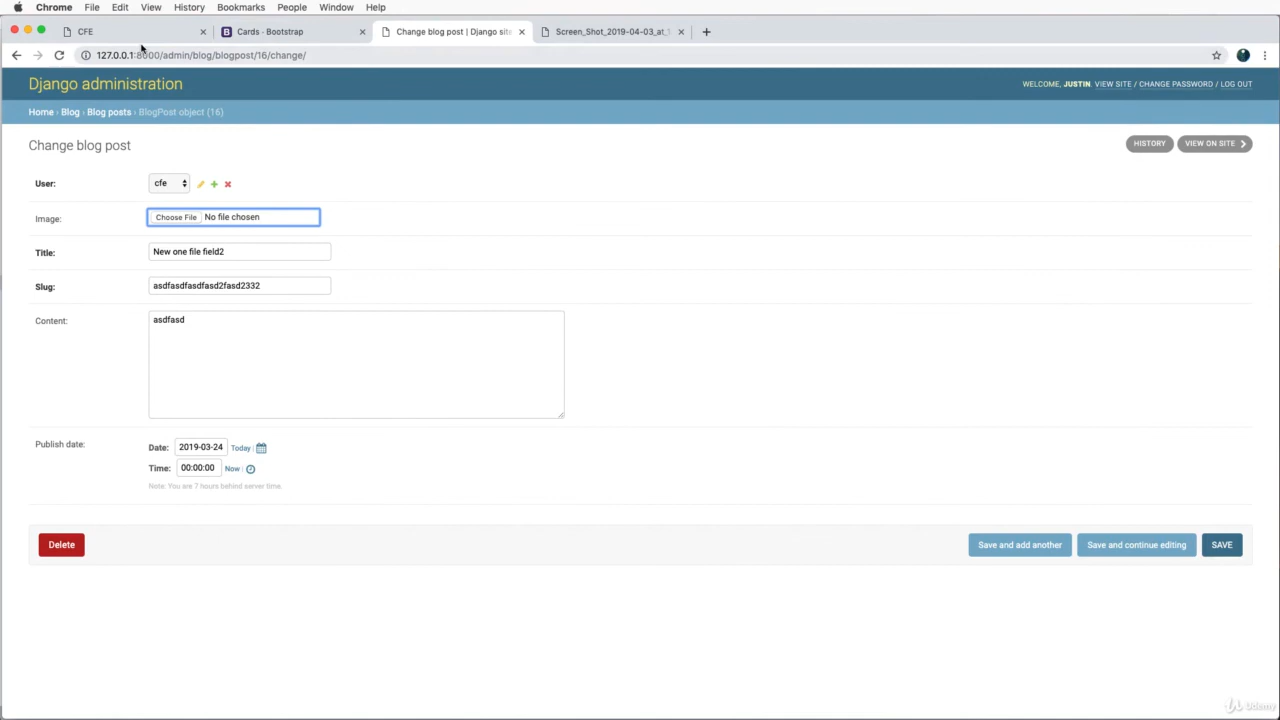 Chrome File Edit View History Bookmarks People Window Help
CFE
Cards · Bootstrap
Change blog post | Django site
Screen_Shot_2019-04-03_at_
127.0.0.1:8000/admin/blog/blogpost/16/change/
Django administration
WELCOME, JUSTIN. VIEW SITE / CHANGE PASSWORD / LOG OUT
Home › Blog › Blog posts › BlogPost object (16)
Change blog post
HISTORY
VIEW ON SITE
User: cfe
Image: Choose File No file chosen
Title: New one file field2
Slug: asdfasdfasdfasd2fasd2332
Content: asdfasd
Publish date:
Date: 2019-03-24 Today |
Time: 00:00:00 Now |
Note: You are 7 hours behind server time.
Delete
Save and add another
Save and continue editing
SAVE
Udemy